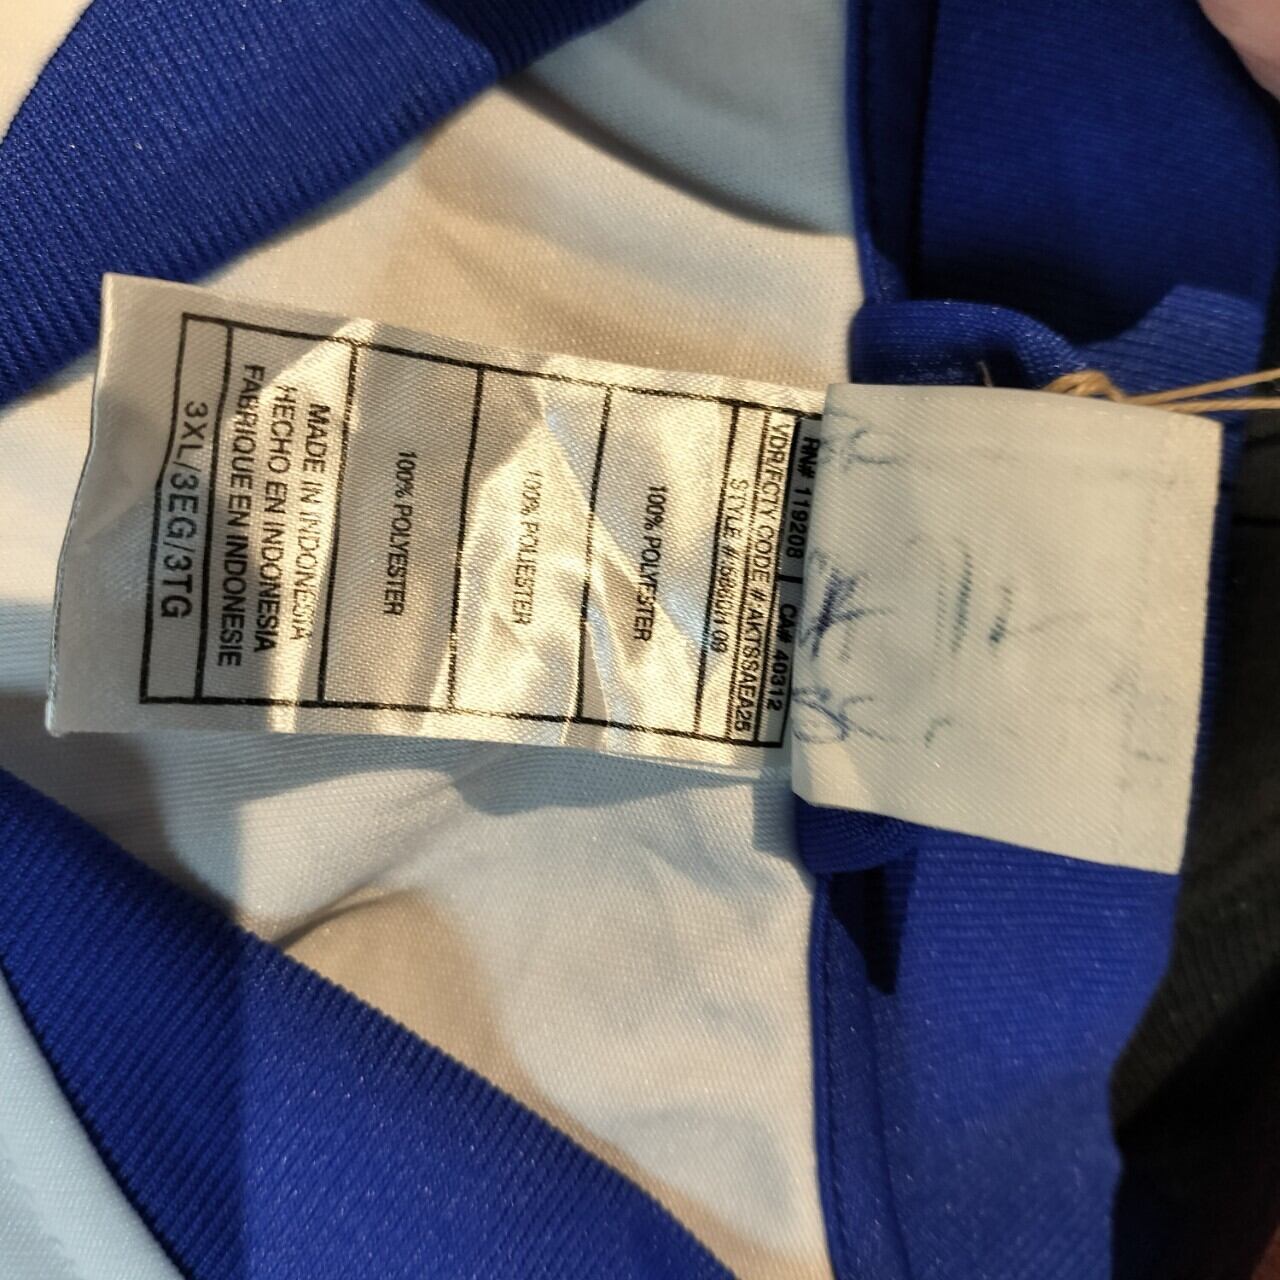 RN# 119208 | CA# 40312
VDR/FCTY CODE # AKTSSAEA25
STYLE #
100% POLYESTER
100% POLIESTER
100% POLYESTER
MADE IN INDONESIA
HECHO EN INDONESIA
FABRIQUE EN INDONESIE
3XL/3EG/3TG